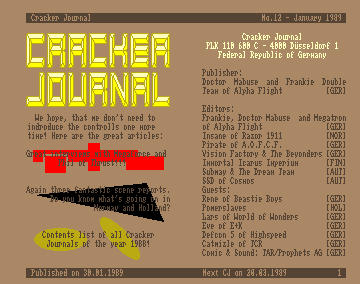 Cracker Journal
No.12 - January 1989
CRACKER
JOURNAL
We hope, that we don't need to
indroduce the controlls one more
time! Here are the great articles:
Again three fantastic scene reports.
Do you know what's going on in
Norway and Holland?
Contents list of all Cracker
Journals of the year 1988!
Cracker Journal
PLK 110 600 C - 4000 Düsseldorf 1
Federal Republic of Germany
Publisher:
Doctor Mabuse and Frankie Double
Team of Alpha Flight [GER]
Editors:
Frankie, Doctor Mabuse and Megatron
of Alpha Flight [GER]
Insane of Razor 1911 [NOR]
Pirate of A.O.F.C.F. [GER]
Vision Factory & The Beyonders [GER]
Immortal Icarus Imperium [FIN]
Subway & The Dream Team [AUT]
S&D of Cosmos [AUT]
Guests:
Rene of Beastie Boys [GER]
Powerslaves [HOL]
Lars of World of Wonders [GER]
Eve of E+K [GER]
Defcon 5 of Highspeed [GER]
Catmizle of TCR [GER]
Comic & Sound: JAR/Prophets AG [GER]
Published on 30.01.1989
Next CJ on 20.03.1989
1